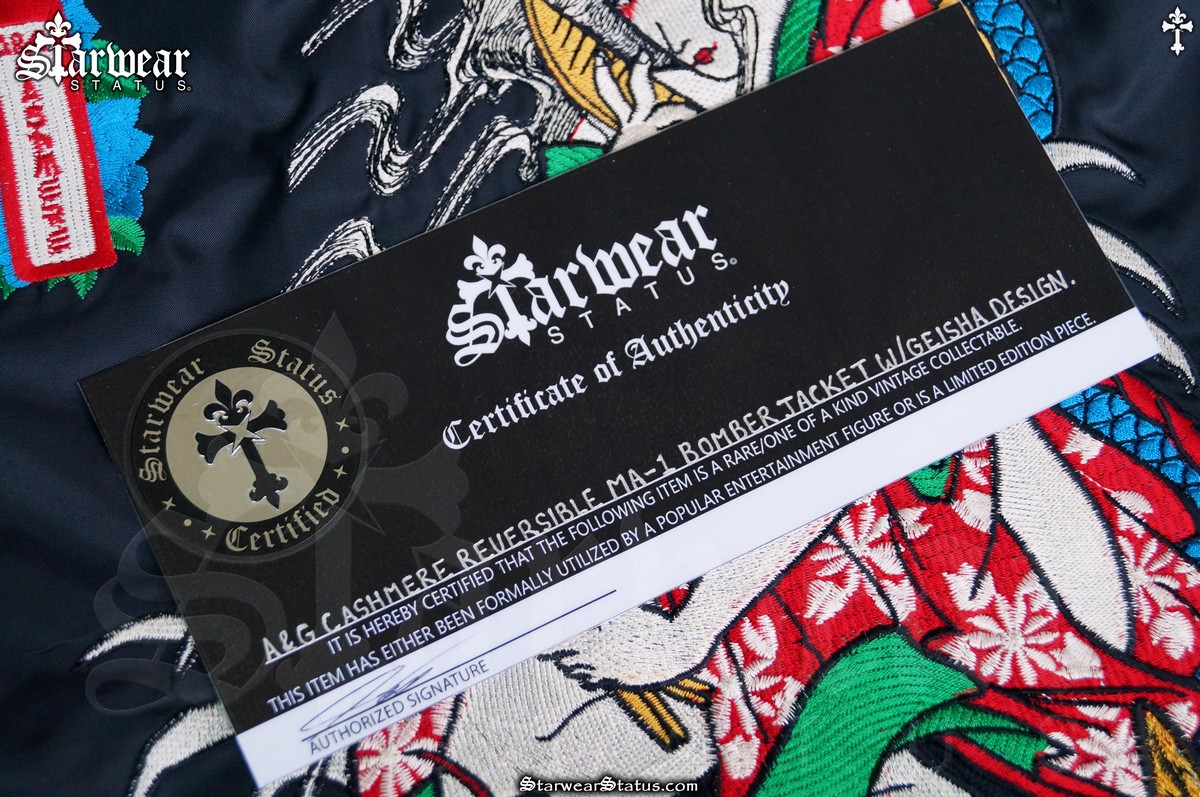 Starwear
STATUS®
Starwear
STATUS®
Certificate of Authenticity
Starwear Status
Certified
A&G CASHMERE REVERSIBLE MA-1 BOMBER JACKET W/GEISHA DESIGN.
IT IS HEREBY CERTIFIED THAT THE FOLLOWING ITEM IS A RARE/ONE OF A KIND VINTAGE COLLECTABLE.
THIS ITEM HAS EITHER BEEN FORMALLY UTILIZED BY A POPULAR ENTERTAINMENT FIGURE OR IS A LIMITED EDITION PIECE.
AUTHORIZED SIGNATURE
STARWEARSTATUS.COM